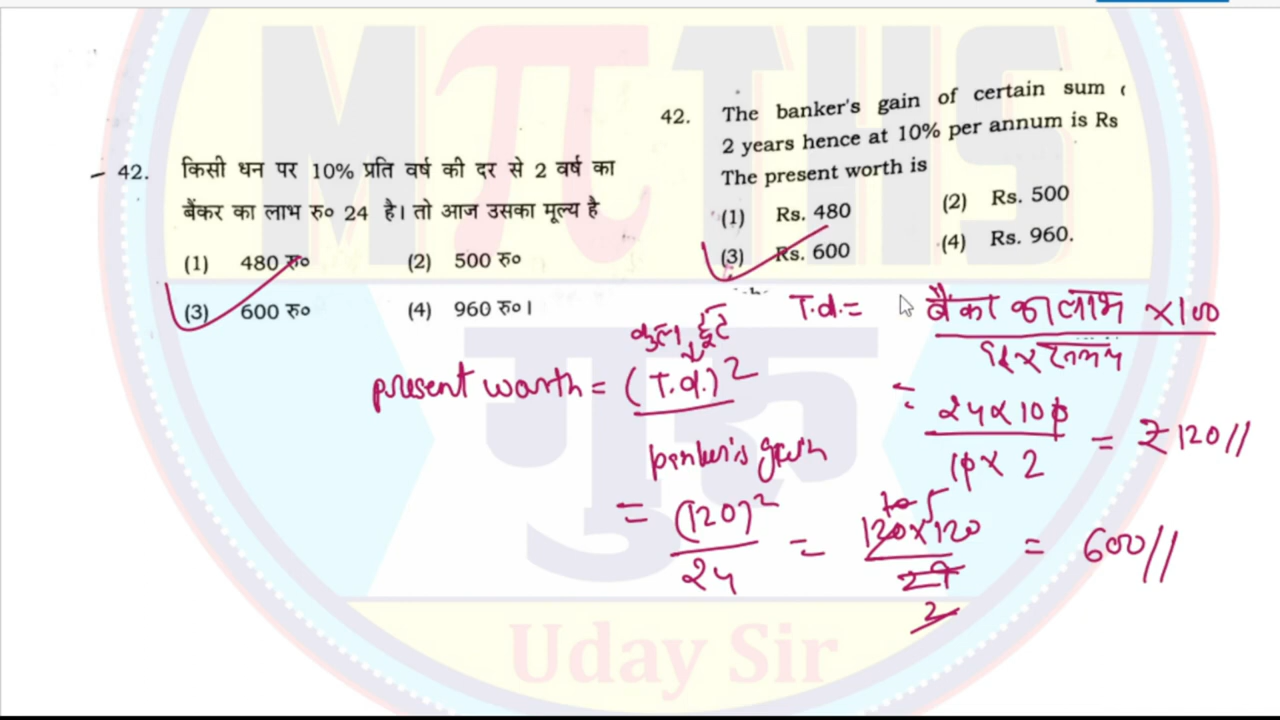 MπTHS
गुरु
Uday Sir
42. किसी धन पर 10% प्रति वर्ष की दर से 2 वर्ष का
बैंकर का लाभ रु० 24 है। तो आज उसका मूल्य है
(1) 480 रु० (2) 500 रु०
(3) 600 रु० (4) 960 रु०।
42. The banker's gain of certain sum
2 years hence at 10% per annum is Rs
The present worth is
(1) Rs. 480 (2) Rs. 500
(3) Rs. 600 (4) Rs. 960.
T.d. = बैंकर का लाभ ×100
दर×समय
= 24×100
10× 2
= ₹120//
कुल छूट
present worth = (T.d.)2
banker's gain
= (120)2
24
= 120×120
24
5
2
= 600//